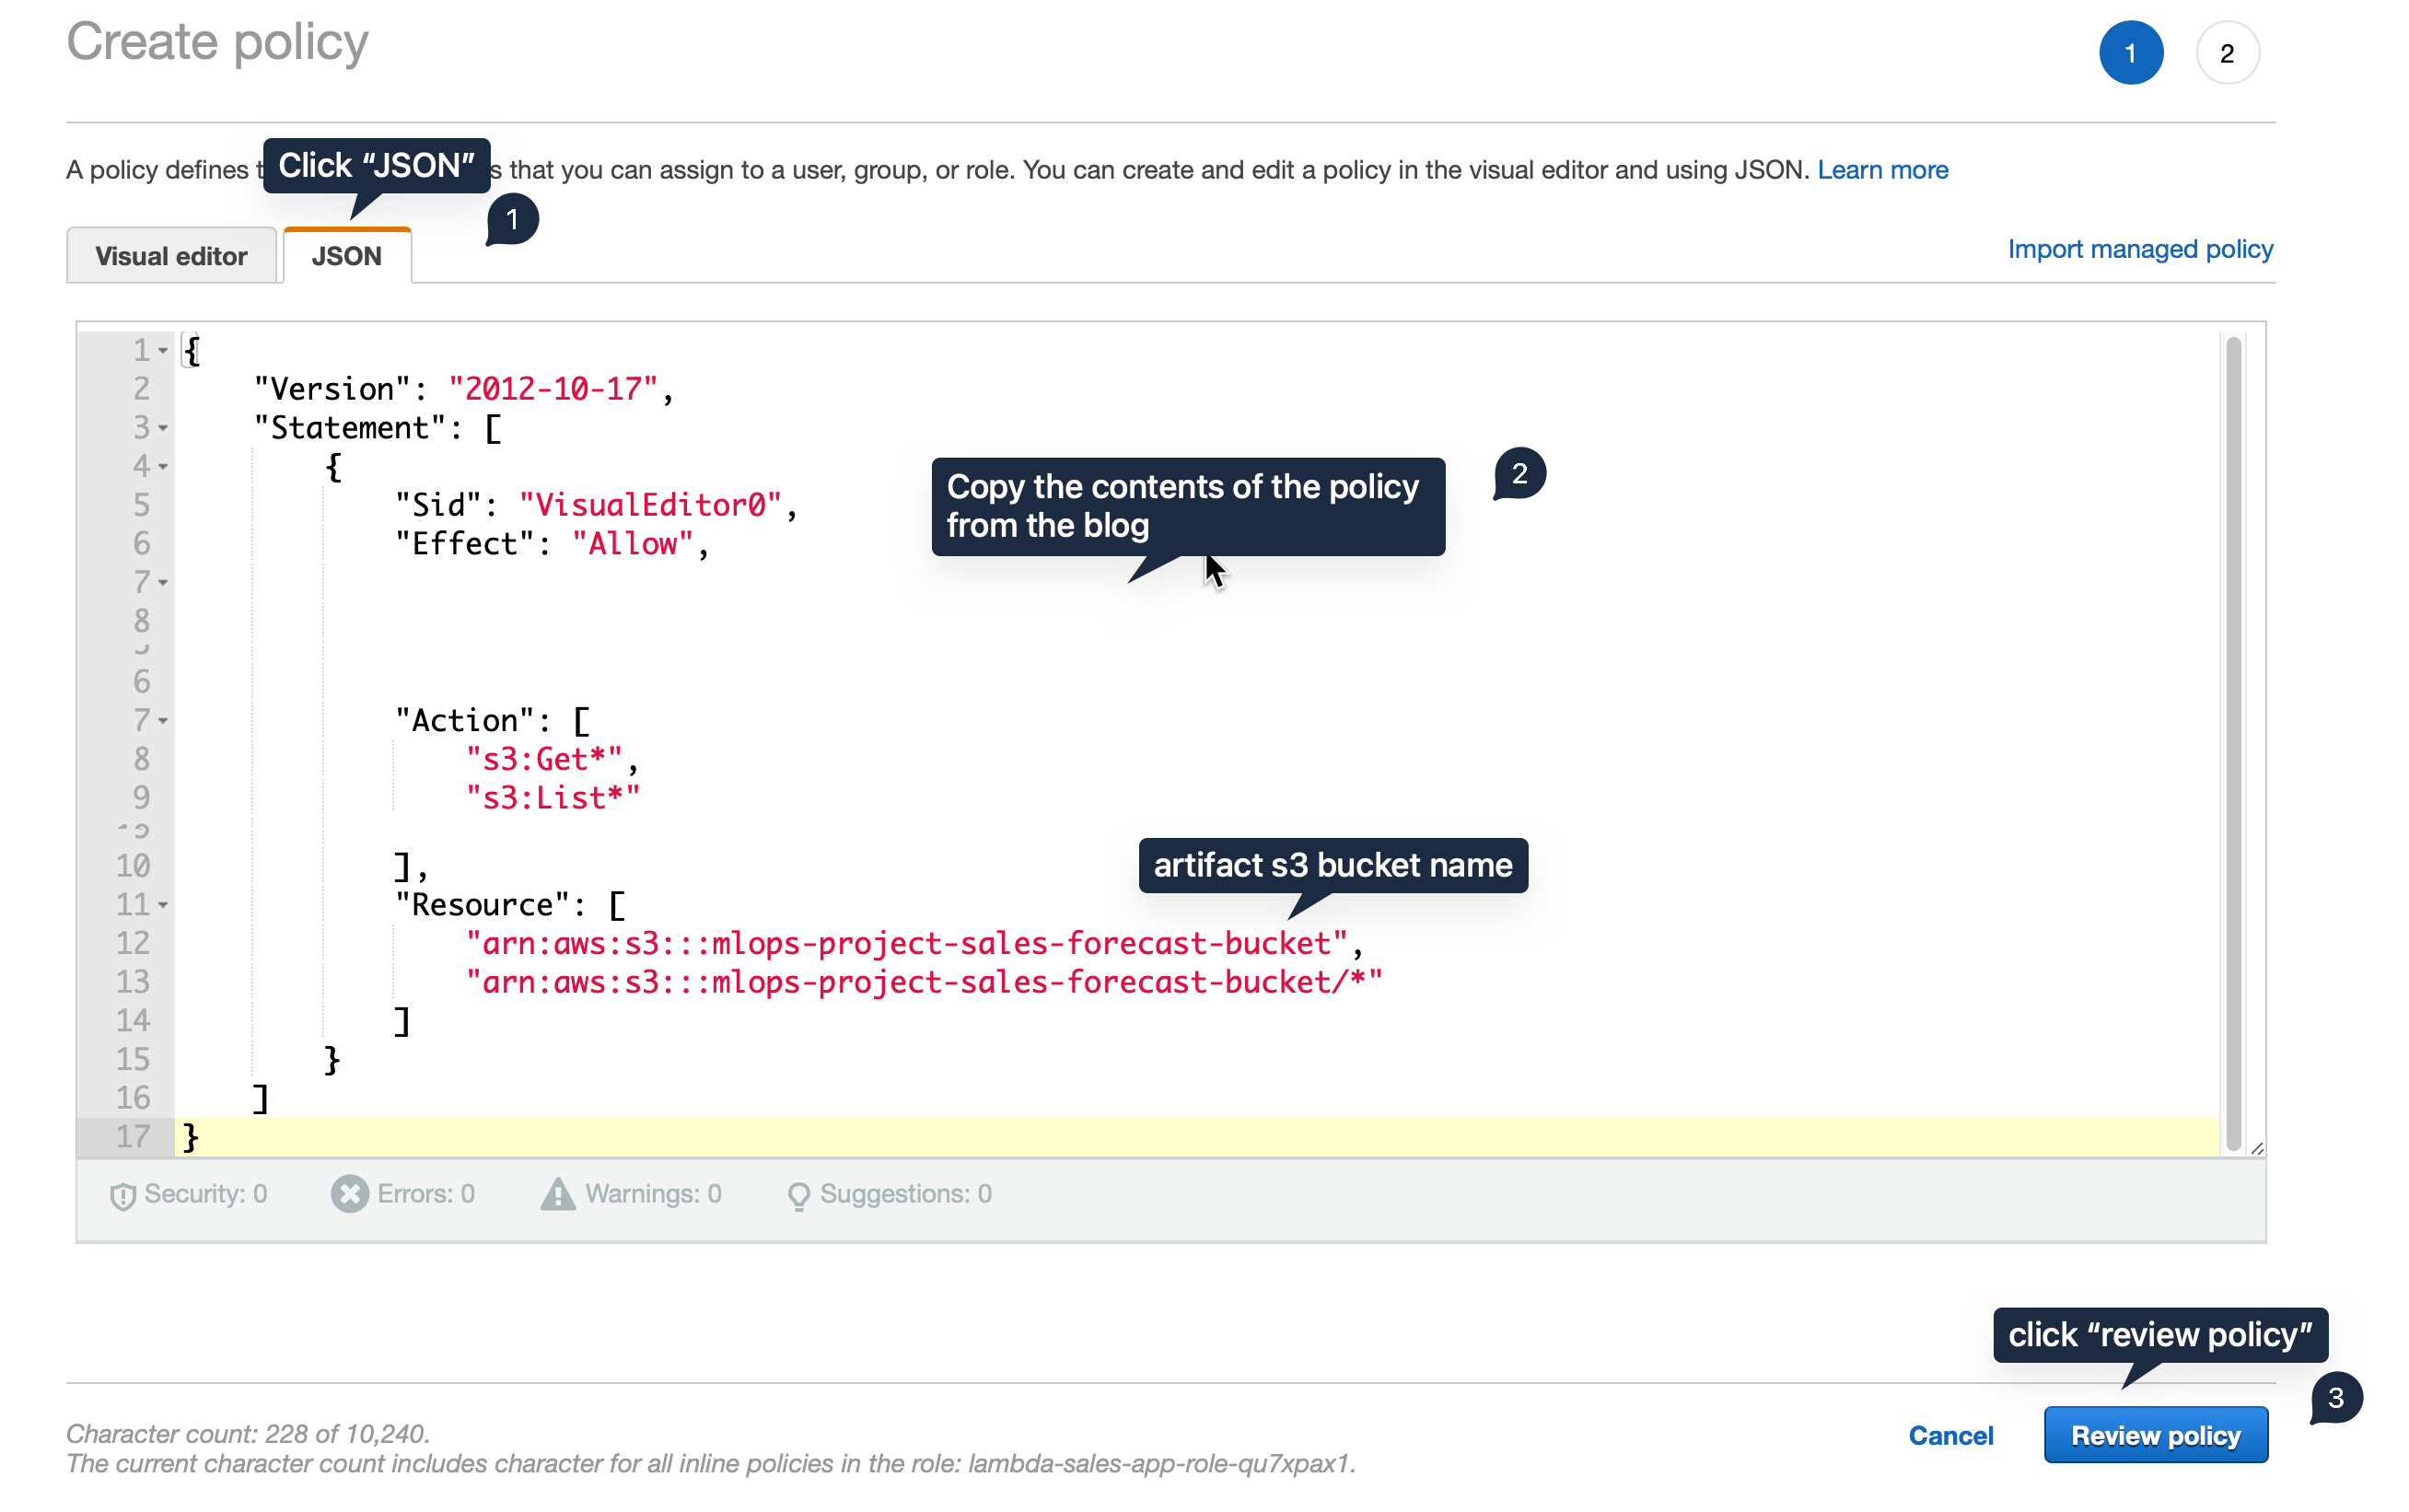 Create policy
1
2
A policy defines t
Click “JSON”
s that you can assign to a user, group, or role. You can create and edit a policy in the visual editor and using JSON. Learn more
1
Visual editor
JSON
Import managed policy
1 {
2 "Version": "2012-10-17",
3 "Statement": [
4 {
5 "Sid": "VisualEditor0",
6 "Effect": "Allow",
Copy the contents of the policy
from the blog
2
7
8
6
7 "Action": [
8 "s3:Get*",
9 "s3:List*"
10 ],
artifact s3 bucket name
11 "Resource": [
12 "arn:aws:s3:::mlops-project-sales-forecast-bucket",
13 "arn:aws:s3:::mlops-project-sales-forecast-bucket/*"
14 ]
15 }
16 ]
17 }
Security: 0
Errors: 0
Warnings: 0
Suggestions: 0
click “review policy”
3
Character count: 228 of 10,240.
The current character count includes character for all inline policies in the role: lambda-sales-app-role-qu7xpax1.
Cancel
Review policy